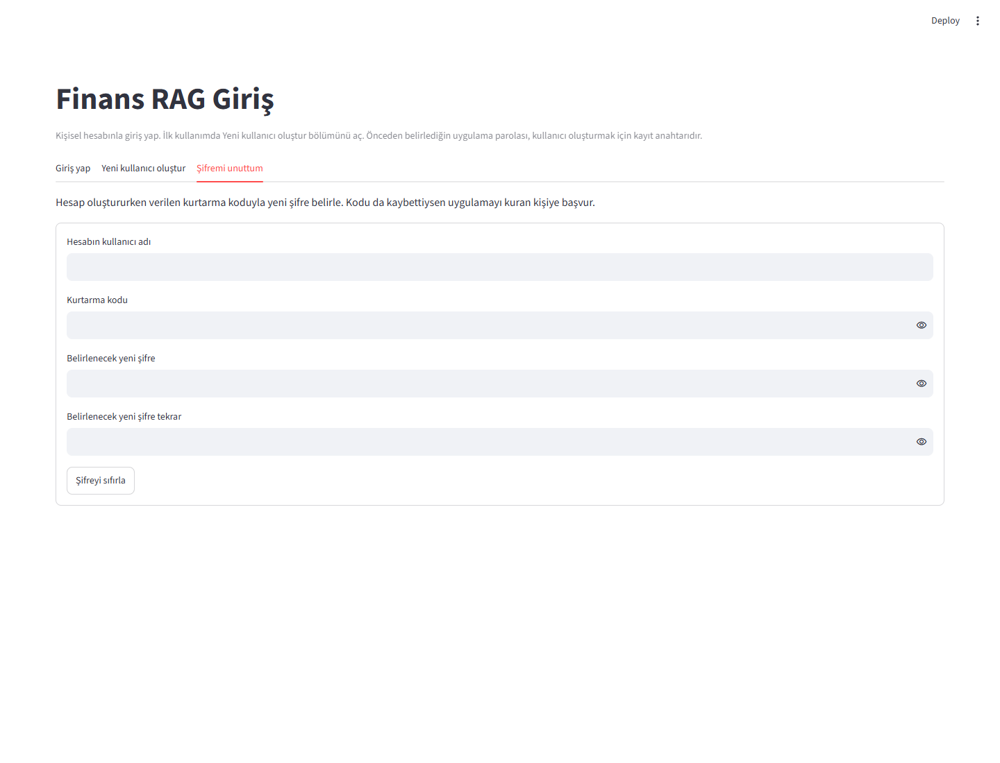 Deploy
Finans RAG Giriş
Kişisel hesabınla giriş yap. İlk kullanımda Yeni kullanıcı oluştur bölümünü aç. Önceden belirlediğin uygulama parolası, kullanıcı oluşturmak için kayıt anahtarıdır.
Giriş yap Yeni kullanıcı oluştur Şifremi unuttum
Hesap oluştururken verilen kurtarma koduyla yeni şifre belirle. Kodu da kaybettiysen uygulamayı kuran kişiye başvur.
Hesabın kullanıcı adı
Kurtarma kodu
Belirlenecek yeni şifre
Belirlenecek yeni şifre tekrar
Şifreyi sıfırla